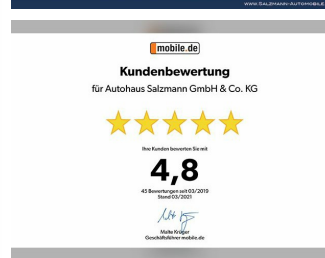 WWW.SALZMANN-AUTOMOBILE
mobile.de
Kundenbewertung
für Autohaus Salzmann GmbH & Co. KG
Ihre Kunden bewerten Sie mit
4,8
45 Bewertungen seit 03/2019
Stand 03/2021
Malte Krüger
Geschäftsführer mobile.de